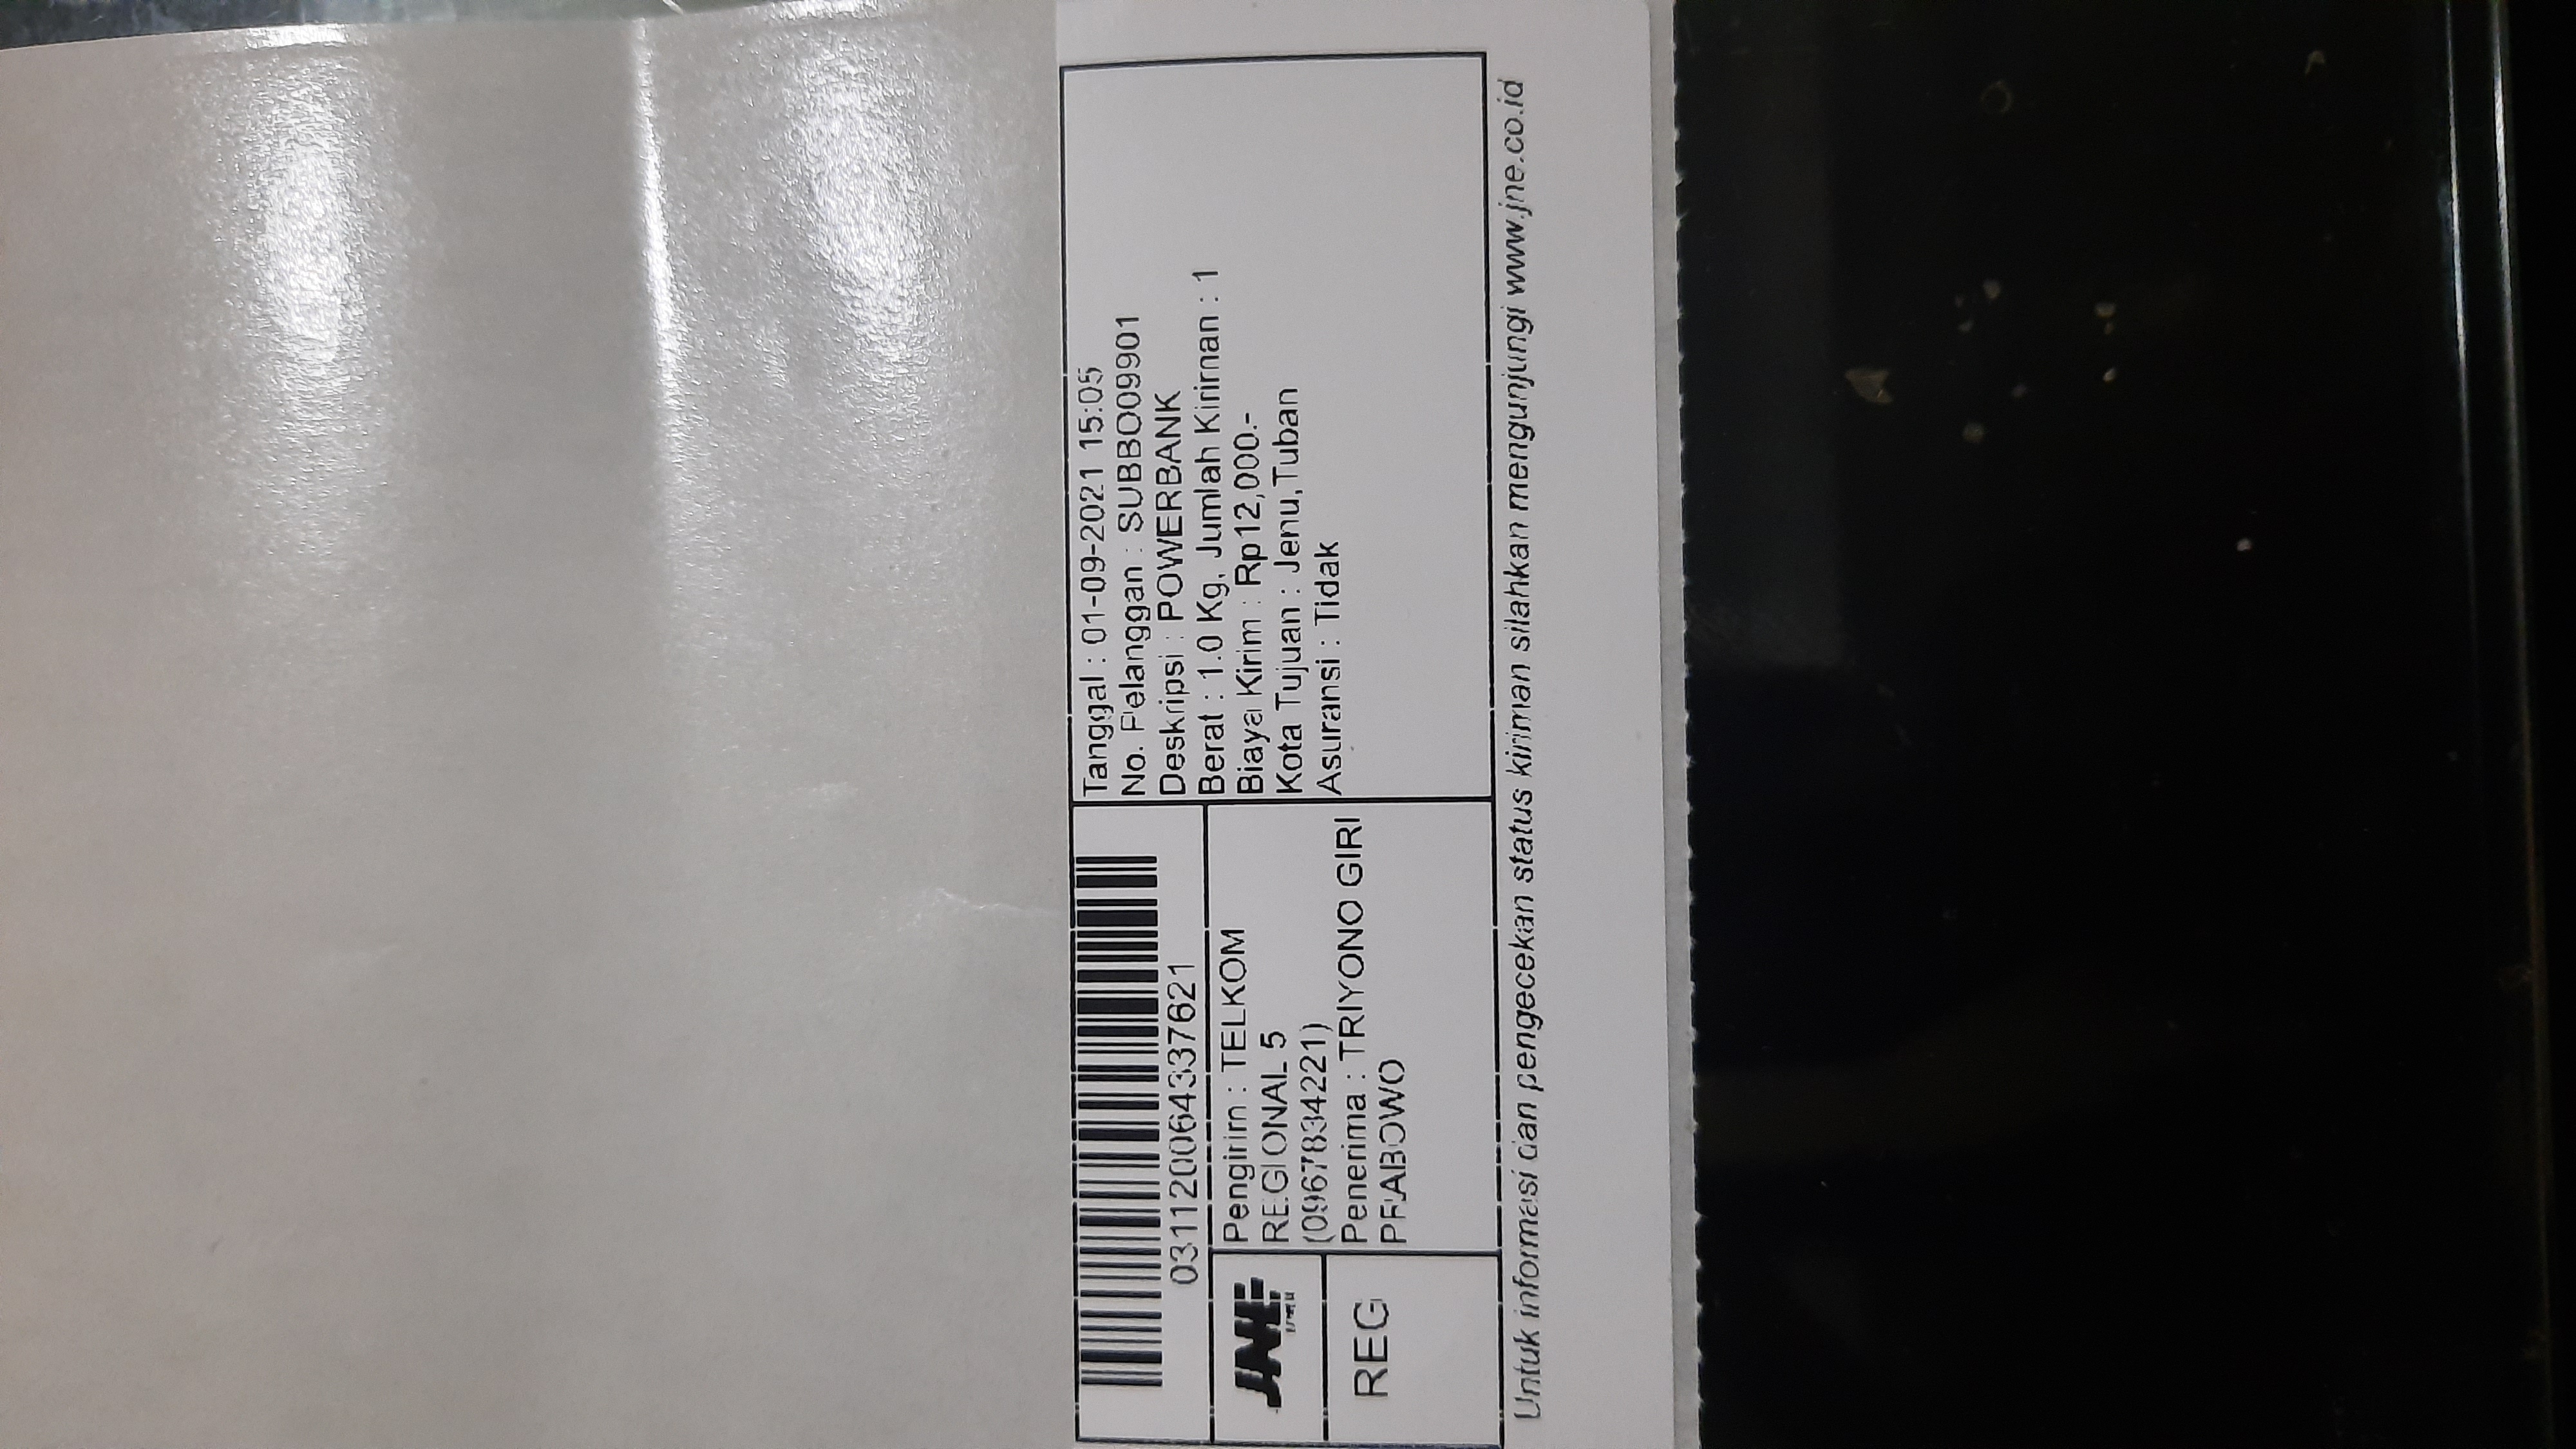 031120064337621
JNE
REG
Pengirim : TELKOM
REGIONAL 5
(0967834221)
Penerima : TRIYONO GIRI
PRABOWO
Tanggal : 01-09-2021 15:05
No. Pelanggan : SUBBO09901
Deskripsi : POWERBANK
Berat : 1.0 Kg, Jumlah Kiriman : 1
Biaya Kirim : Rp12,000.-
Kota Tujuan : Jenu,Tuban
Asuransi : Tidak
Untuk informasi dan pengecekan status kiriman silahkan mengunjungi www.jne.co.id